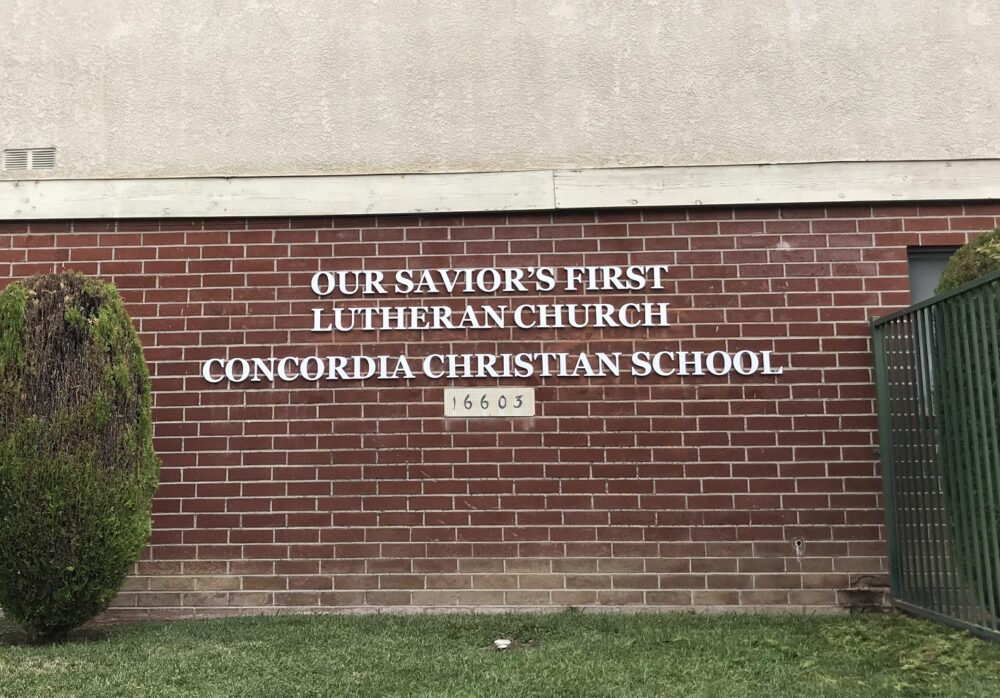 OUR SAVIOR'S FIRST
LUTHERAN CHURCH
CONCORDIA CHRISTIAN SCHOOL
16603